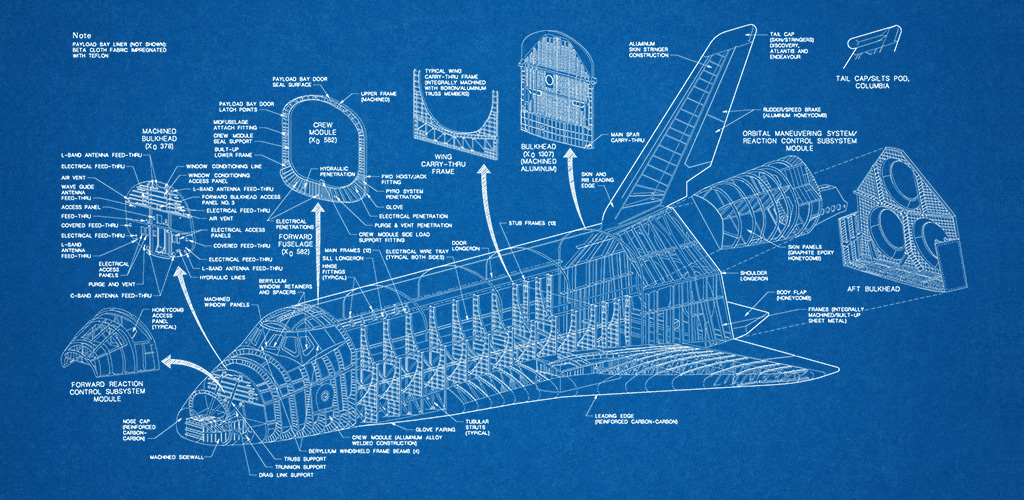 Note
PAYLOAD BAY LINER (NOT SHOWN):
BETA CLOTH FABRIC IMPREGNATED
WITH TEFLON
MACHINED
BULKHEAD
(Xo 378)
L-BAND ANTENNA FEED-THRU
ELECTRICAL FEED-THRU
AIR VENT
WAVE GUIDE
ANTENNA
FEED-THRU
ACCESS PANEL
FEED-THRU
COVERED FEED-THRU
ELECTRICAL FEED-THRU
L-BAND
ANTENNA
FEED-THRU
ELECTRICAL
ACCESS
PANELS
PURGE AND VENT
C-BAND ANTENNA FEED-THRU
WINDOW CONDITIONING LINE
WINDOW CONDITIONING
ACCESS PANEL
L-BAND ANTENNA FEED-THRU
FORWARD BULKHEAD ACCESS
PANEL NO. 3
ELECTRICAL FEED-THRU
AIR VENT
ELECTRICAL ACCESS
PANELS
COVERED FEED-THRU
ELECTRICAL FEED-THRU
L-BAND ANTENNA FEED-THRU
HYDRAULIC LINES
PAYLOAD BAY DOOR
SEAL SURFACE
UPPER FRAME
(MACHINED)
PAYLOAD BAY DOOR
LATCH POINTS
MIDFUSELAGE
ATTACH FITTING
CREW MODULE
SEAL SUPPORT
BUILT-UP
LOWER FRAME
CREW
MODULE
(Xo 582)
HYDRAULIC
PENETRATION
FWD HOIST/JACK
FITTING
PYRO SYSTEM
PENETRATION
GLOVE
ELECTRICAL PENETRATION
PURGE & VENT PENETRATION
CREW MODULE SIDE LOAD
SUPPORT FITTING
ELECTRICAL
PENETRATIONS
FORWARD
FUSELAGE
(Xo 582)
TYPICAL WING
CARRY-THRU FRAME
(INTEGRALLY MACHINED
WITH BORON/ALUMINUM
TRUSS MEMBERS)
WING
CARRY-THRU
FRAME
BULKHEAD
(Xo 1307)
(MACHINED
ALUMINUM)
MAIN SPAR
CARRY-THRU
ALUMINUM
SKIN STRINGER
CONSTRUCTION
TAIL CAP
(SKIN/STRINGERS)
DISCOVERY,
ATLANTIS AND
ENDEAVOUR
TAIL CAP/SILTS POD,
COLUMBIA
RUDDER/SPEED BRAKE
(ALUMINUM HONEYCOMB)
ORBITAL MANEUVERING SYSTEM/
REACTION CONTROL SUBSYSTEM
MODULE
SKIN AND
RIB LEADING
EDGE
STUB FRAMES (13)
SKIN PANELS
(GRAPHITE EPOXY
HONEYCOMB)
AFT BULKHEAD
SHOULDER
LONGERON
BODY FLAP
(HONEYCOMB)
FRAMES (INTEGRALLY
MACHINED/BUILT-UP
SHEET METAL)
MAIN FRAMES (12)
SILL LONGERON
HINGE
FITTINGS
(TYPICAL)
ELECTRICAL WIRE TRAY
(TYPICAL BOTH SIDES)
DOOR
LONGERON
BERYLLIUM
WINDOW RETAINERS
AND SPACERS
MACHINED
WINDOW PANELS
HONEYCOMB
ACCESS
PANEL
(TYPICAL)
FORWARD REACTION
CONTROL SUBSYSTEM
MODULE
NOSE CAP
(REINFORCED
CARBON-
CARBON)
MACHINED SIDEWALL
LEADING EDGE
(REINFORCED CARBON-CARBON)
TUBULAR
STRUTS
(TYPICAL)
GLOVE FAIRING
CREW MODULE (ALUMINUM ALLOY
WELDED CONSTRUCTION)
BERYLLIUM WINDSHIELD FRAME BEAMS (4)
TRUSS SUPPORT
TRUNNION SUPPORT
DRAG LINK SUPPORT